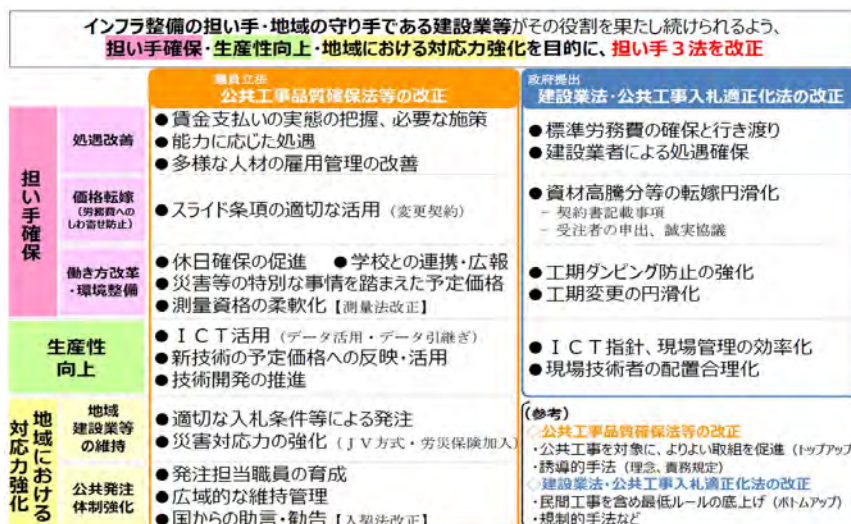 インフラ整備の担い手・地域の守り手である建設業等がその役割を果たし続けられるよう、
担い手確保・生産性向上・地域における対応力強化を目的に、担い手3法を改正
議員立法
公共工事品質確保法等の改正
政府提出
建設業法・公共工事入札適正化法の改正
担い手確保
処遇改善
●賃金支払いの実態の把握、必要な施策
●能力に応じた処遇
●多様な人材の雇用管理の改善
●標準労務費の確保と行き渡り
●建設業者による処遇確保
価格転嫁
(労務費への
しわ寄せ防止)
●スライド条項の適切な活用(変更契約)
●資材高騰分等の転嫁円滑化
- 契約書記載事項
- 受注者の申出、誠実協議
働き方改革
・環境整備
●休日確保の促進 ●学校との連携・広報
●災害等の特別な事情を踏まえた予定価格
●測量資格の柔軟化【測量法改正】
●工期ダンピング防止の強化
●工期変更の円滑化
生産性
向上
●ICT活用(データ活用・データ引継ぎ)
●新技術の予定価格への反映・活用
●技術開発の推進
●ICT指針、現場管理の効率化
●現場技術者の配置合理化
地域における
対応力強化
地域
建設業等
の維持
●適切な入札条件等による発注
●災害対応力の強化(JV方式・労災保険加入)
公共発注
体制強化
●発注担当職員の育成
●広域的な維持管理
●国からの助言・勧告【入契法改正】
(参考)
◇公共工事品質確保法等の改正
・公共工事を対象に、よりよい取組を促進(トップアップ)
・誘導的手法(理念、責務規定)
◇建設業法・公共工事入札適正化法の改正
・民間工事を含め最低ルールの底上げ(ボトムアップ)
・規制的手法など